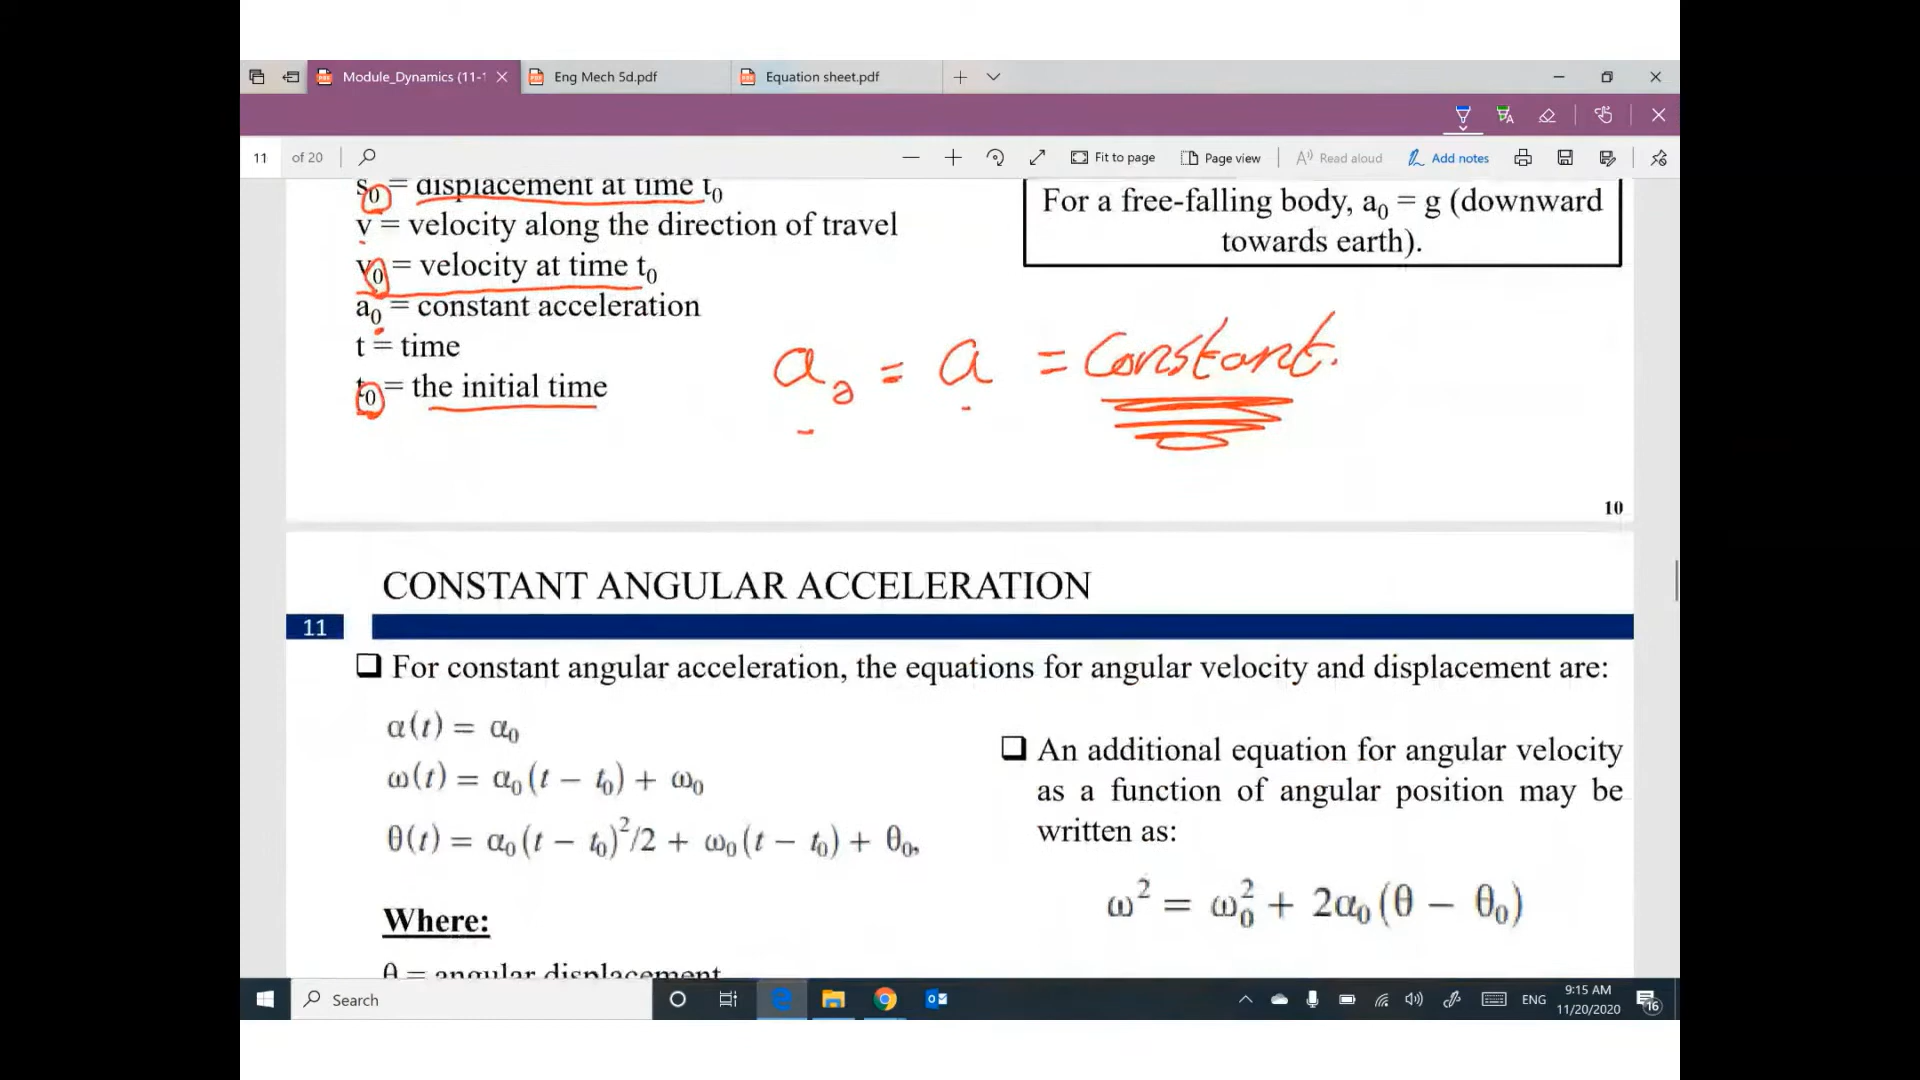 Module_Dynamics (11-1
Eng Mech 5d.pdf
Equation sheet.pdf
11 of 20
Fit to page
Page view
Read aloud
Add notes
s0 = displacement at time t0
v = velocity along the direction of travel
v0 = velocity at time t0
a0 = constant acceleration
t = time
t0 = the initial time
For a free-falling body, a0 = g (downward
towards earth).
a0 = a = Constant.
10
CONSTANT ANGULAR ACCELERATION
11
For constant angular acceleration, the equations for angular velocity and displacement are:
α(t) = α0
ω(t) = α0(t − t0) + ω0
θ(t) = α0(t − t0)²/2 + ω0(t − t0) + θ0,
An additional equation for angular velocity
as a function of angular position may be
written as:
ω² = ω0² + 2α0(θ − θ0)
Where:
θ = angular displacement
Search
ENG
9:15 AM
11/20/2020
16